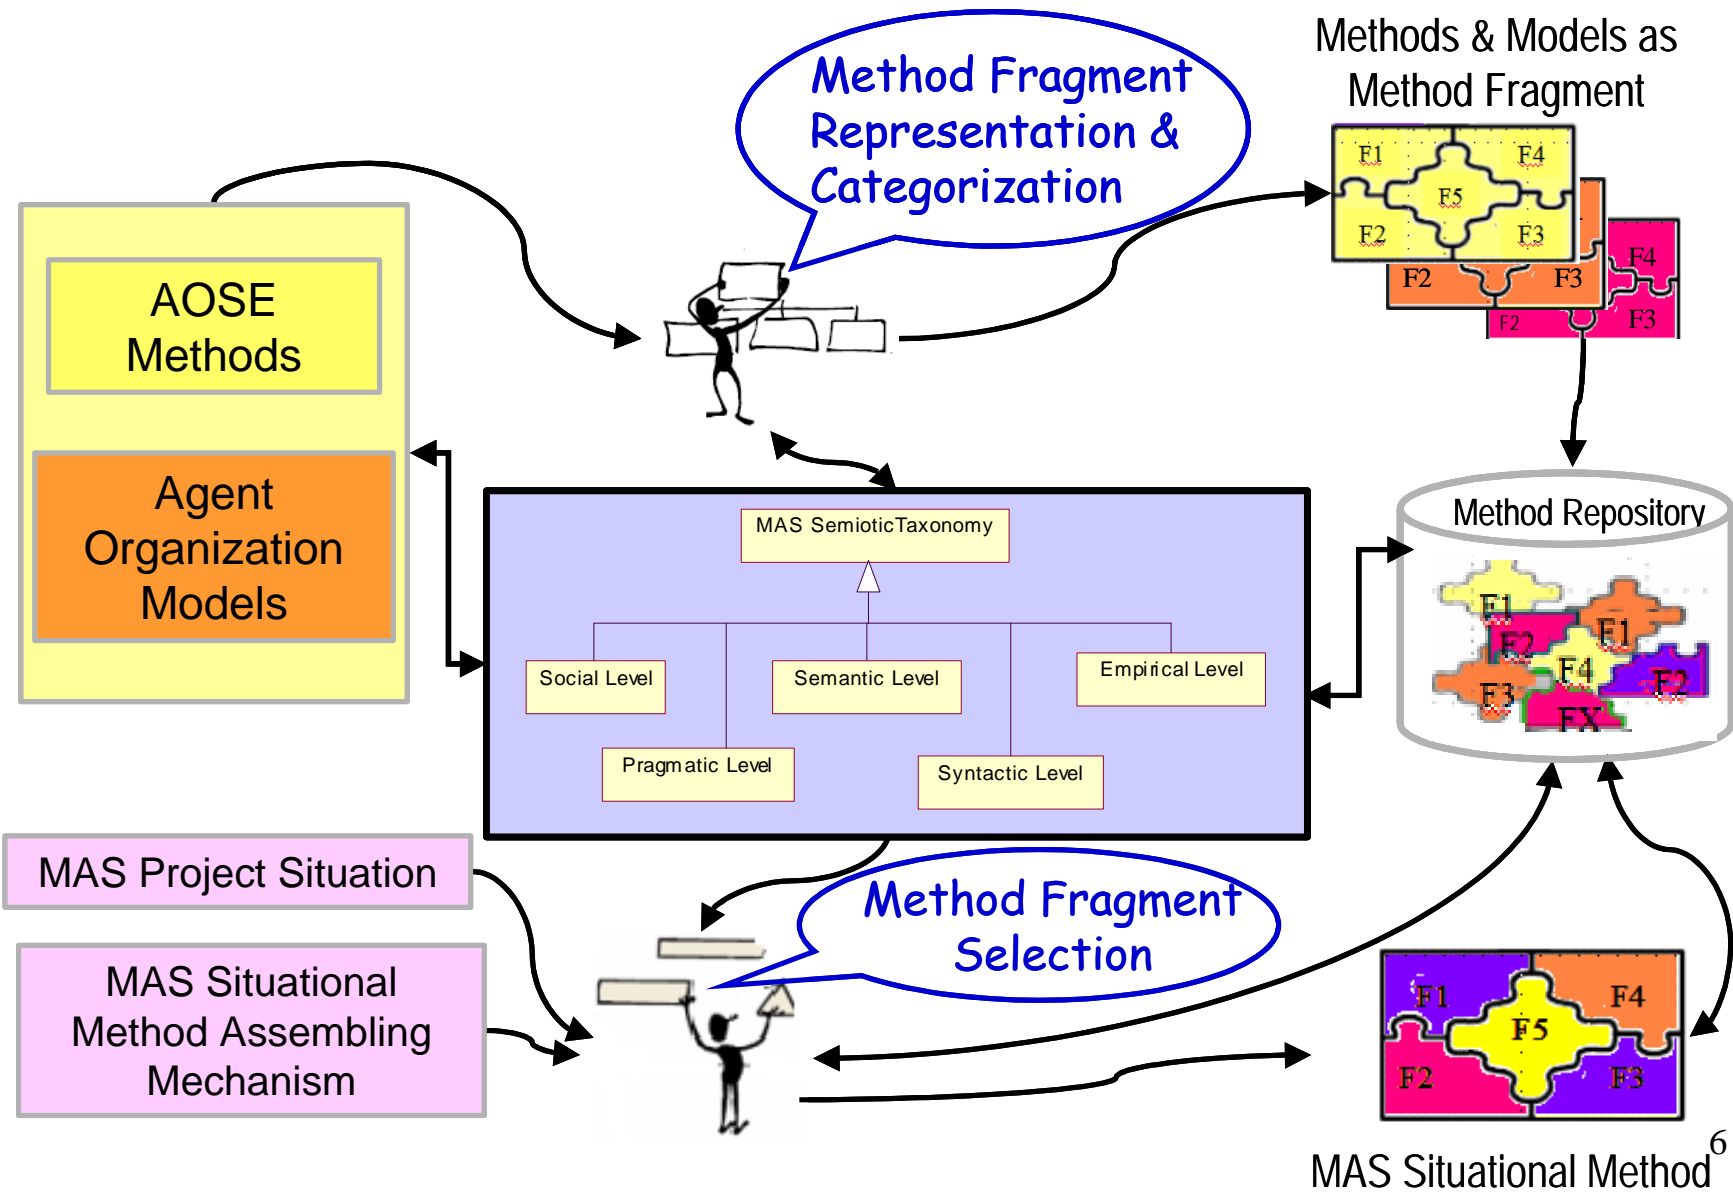 Methods & Models as
Method Fragment
Method Fragment
Representation &
Categorization
F1
F4
F5
F2
F3
F2
F3
F4
F2
F3
AOSE
Methods
Agent
Organization
Models
MAS SemioticTaxonomy
Social Level
Semantic Level
Empirical Level
Pragmatic Level
Syntactic Level
Method Repository
F1
F1
F2
F4
F2
F3
FX
MAS Project Situation
MAS Situational
Method Assembling
Mechanism
Method Fragment
Selection
F1
F4
F5
F2
F3
6
MAS Situational Method